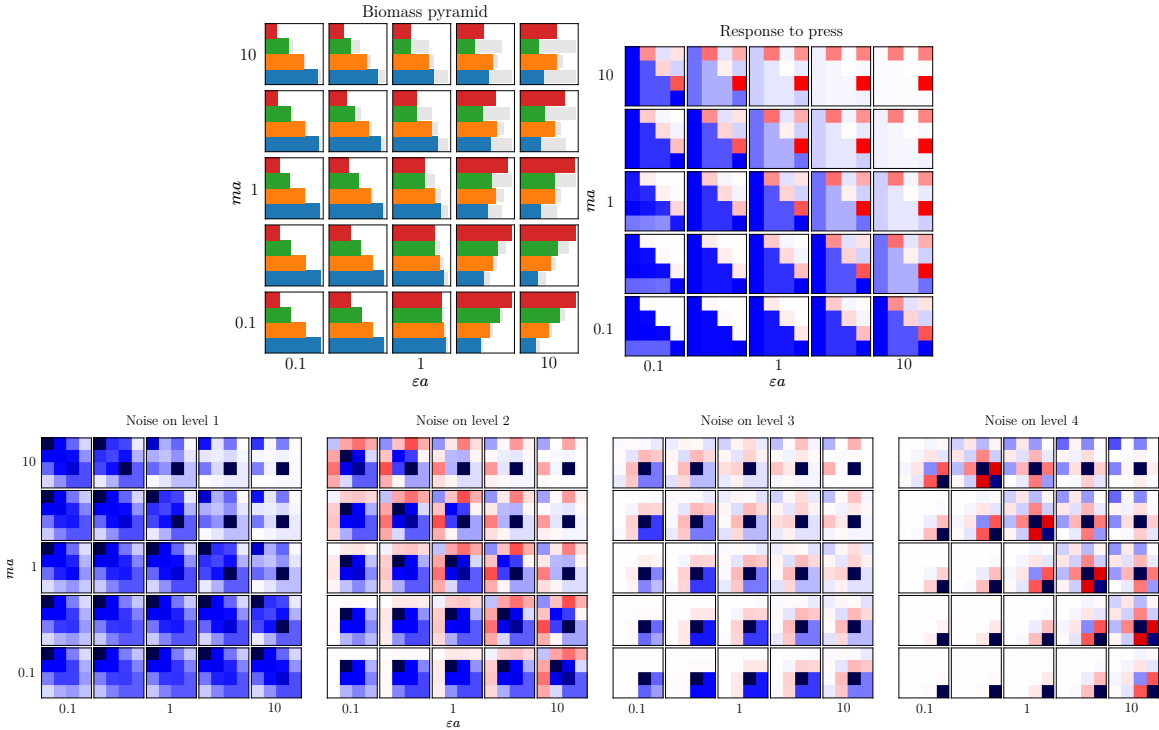 Biomass pyramid
Response to press
10
1
0.1
ma
0.1
1
10
εa
10
1
0.1
ma
0.1
1
10
εa
Noise on level 1
Noise on level 2
Noise on level 3
Noise on level 4
10
1
0.1
ma
0.1
1
10
0.1
1
10
0.1
1
10
0.1
1
10
εa